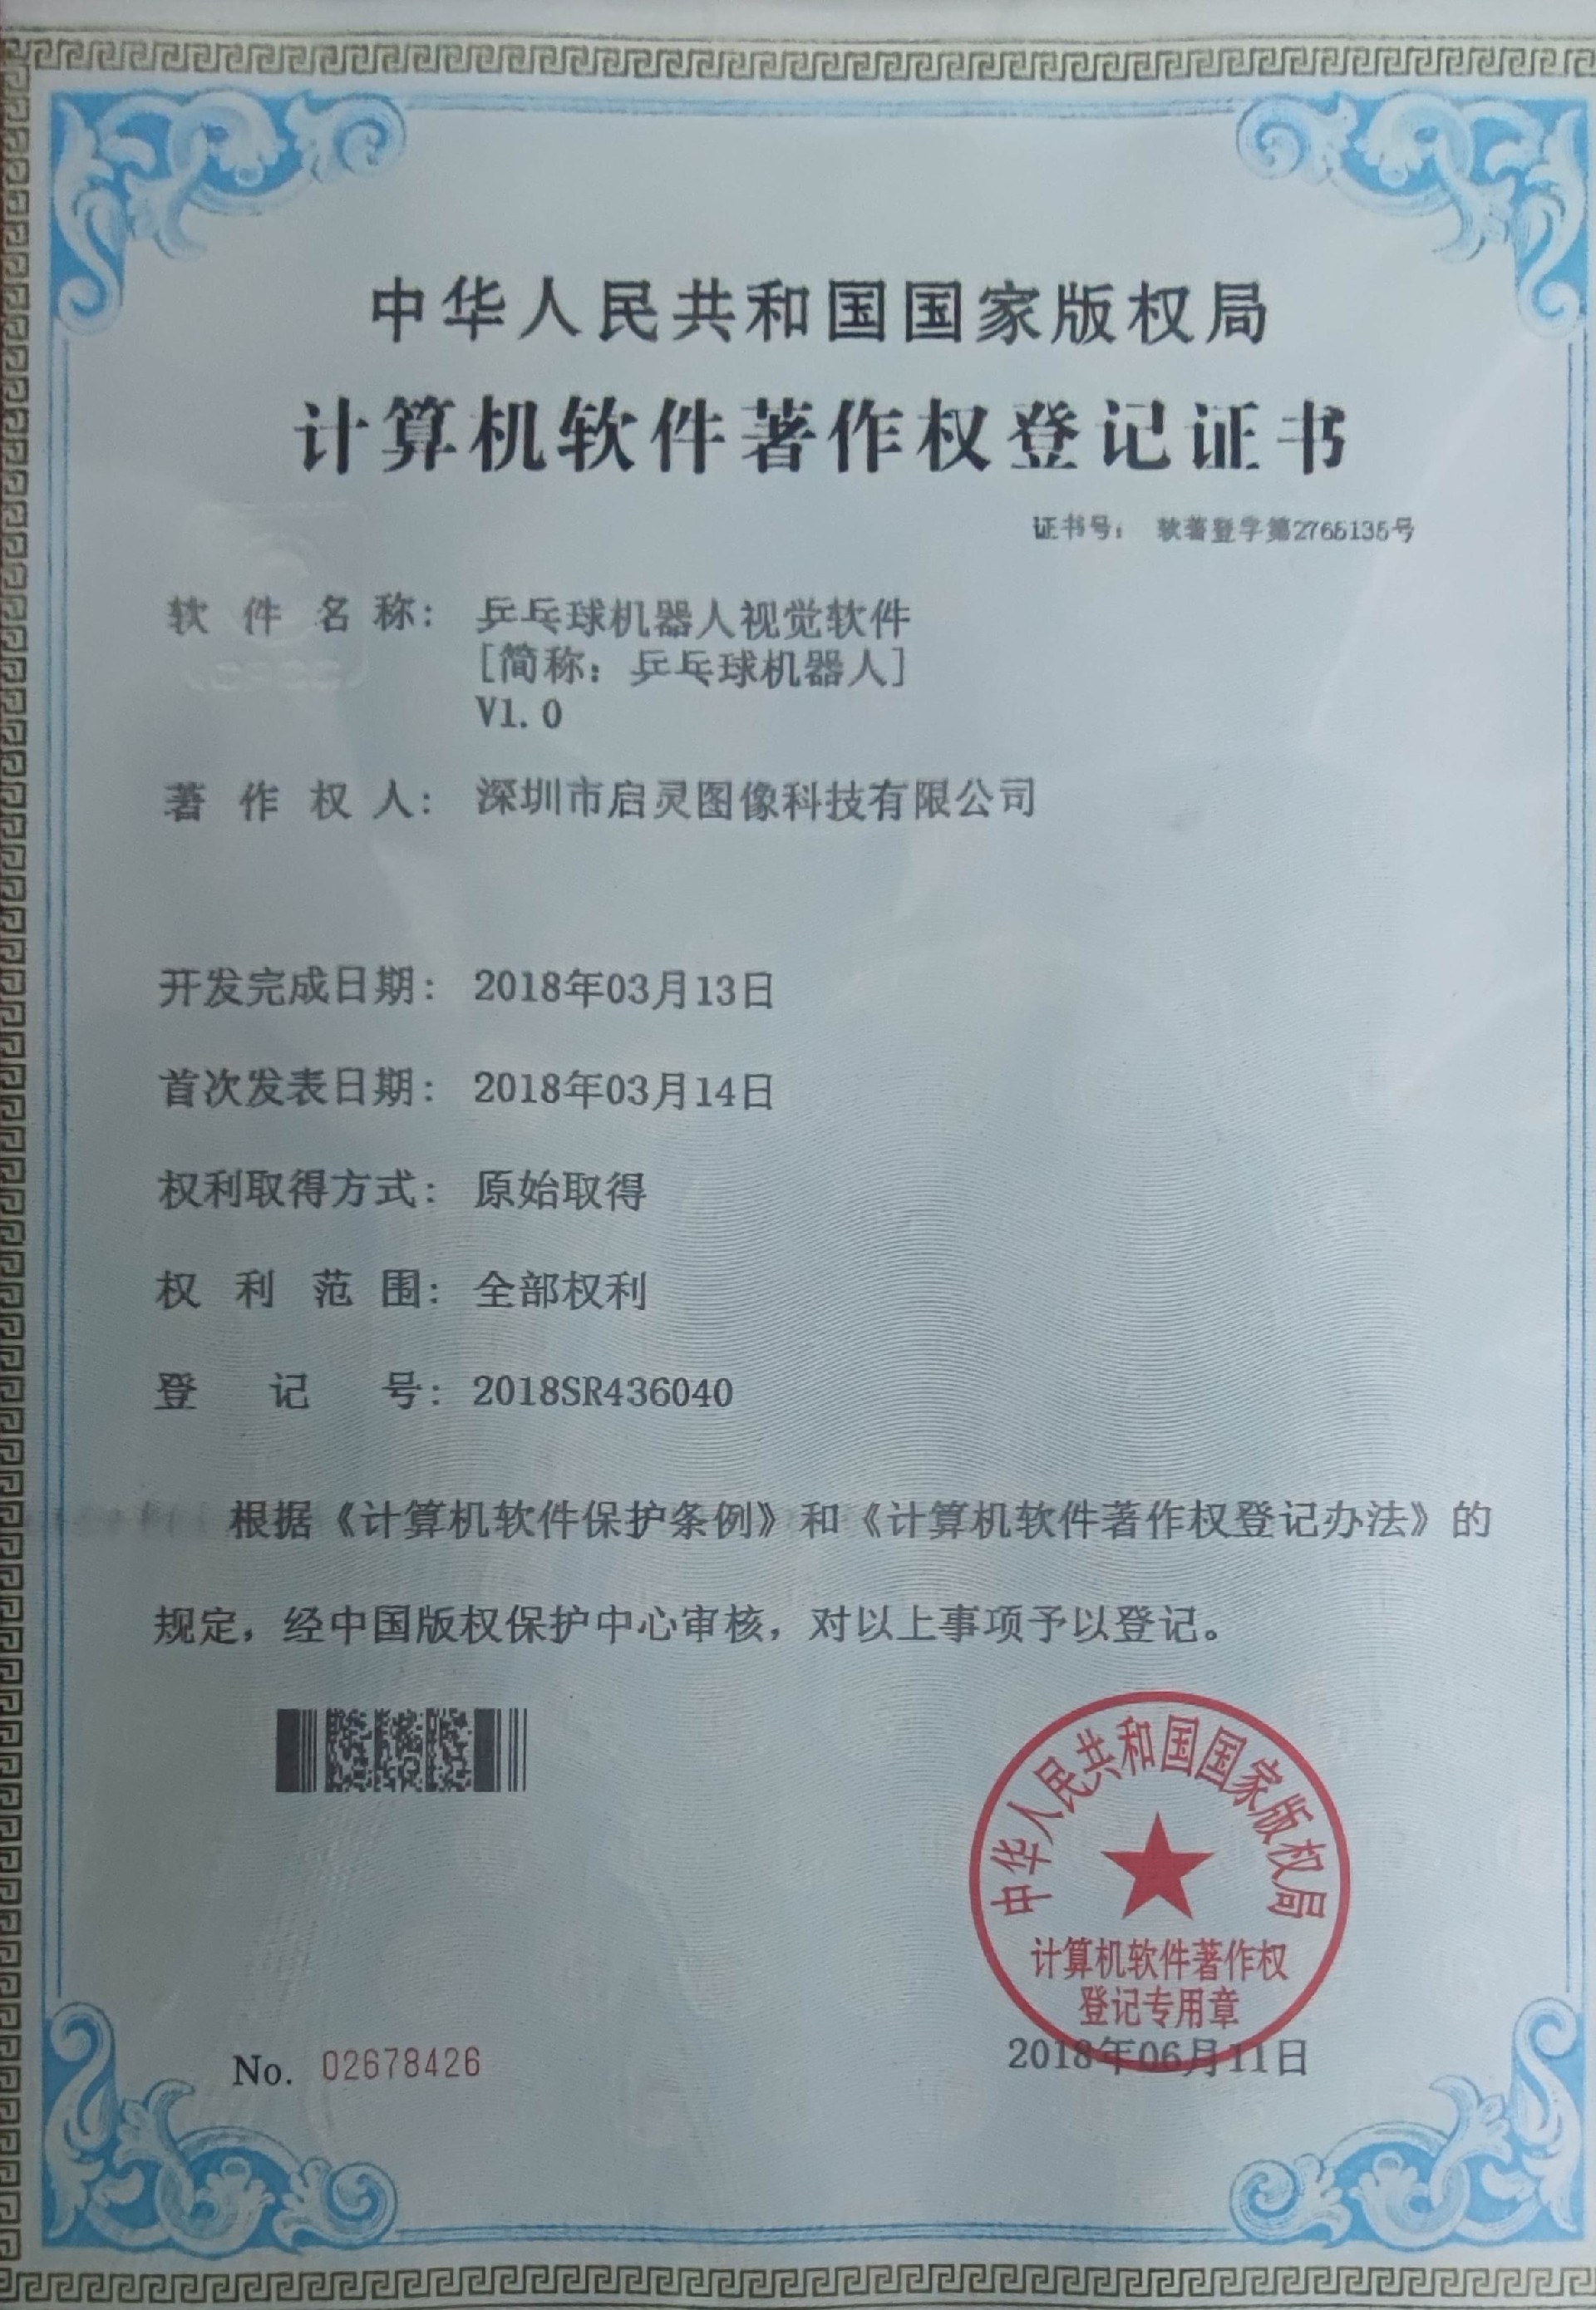 中华人民共和国国家版权局
计算机软件著作权登记证书
证书号： 软著登字第2765135号
软件名称： 乒乓球机器人视觉软件
[简称：乒乓球机器人]
V1.0
著作权人： 深圳市启灵图像科技有限公司
开发完成日期： 2018年03月13日
首次发表日期： 2018年03月14日
权利取得方式： 原始取得
权利范围： 全部权利
登记号： 2018SR436040
根据《计算机软件保护条例》和《计算机软件著作权登记办法》的
规定，经中国版权保护中心审核，对以上事项予以登记。
中华人民共和国国家版权局
计算机软件著作权
登记专用章
No. 02678426
2018年06月11日